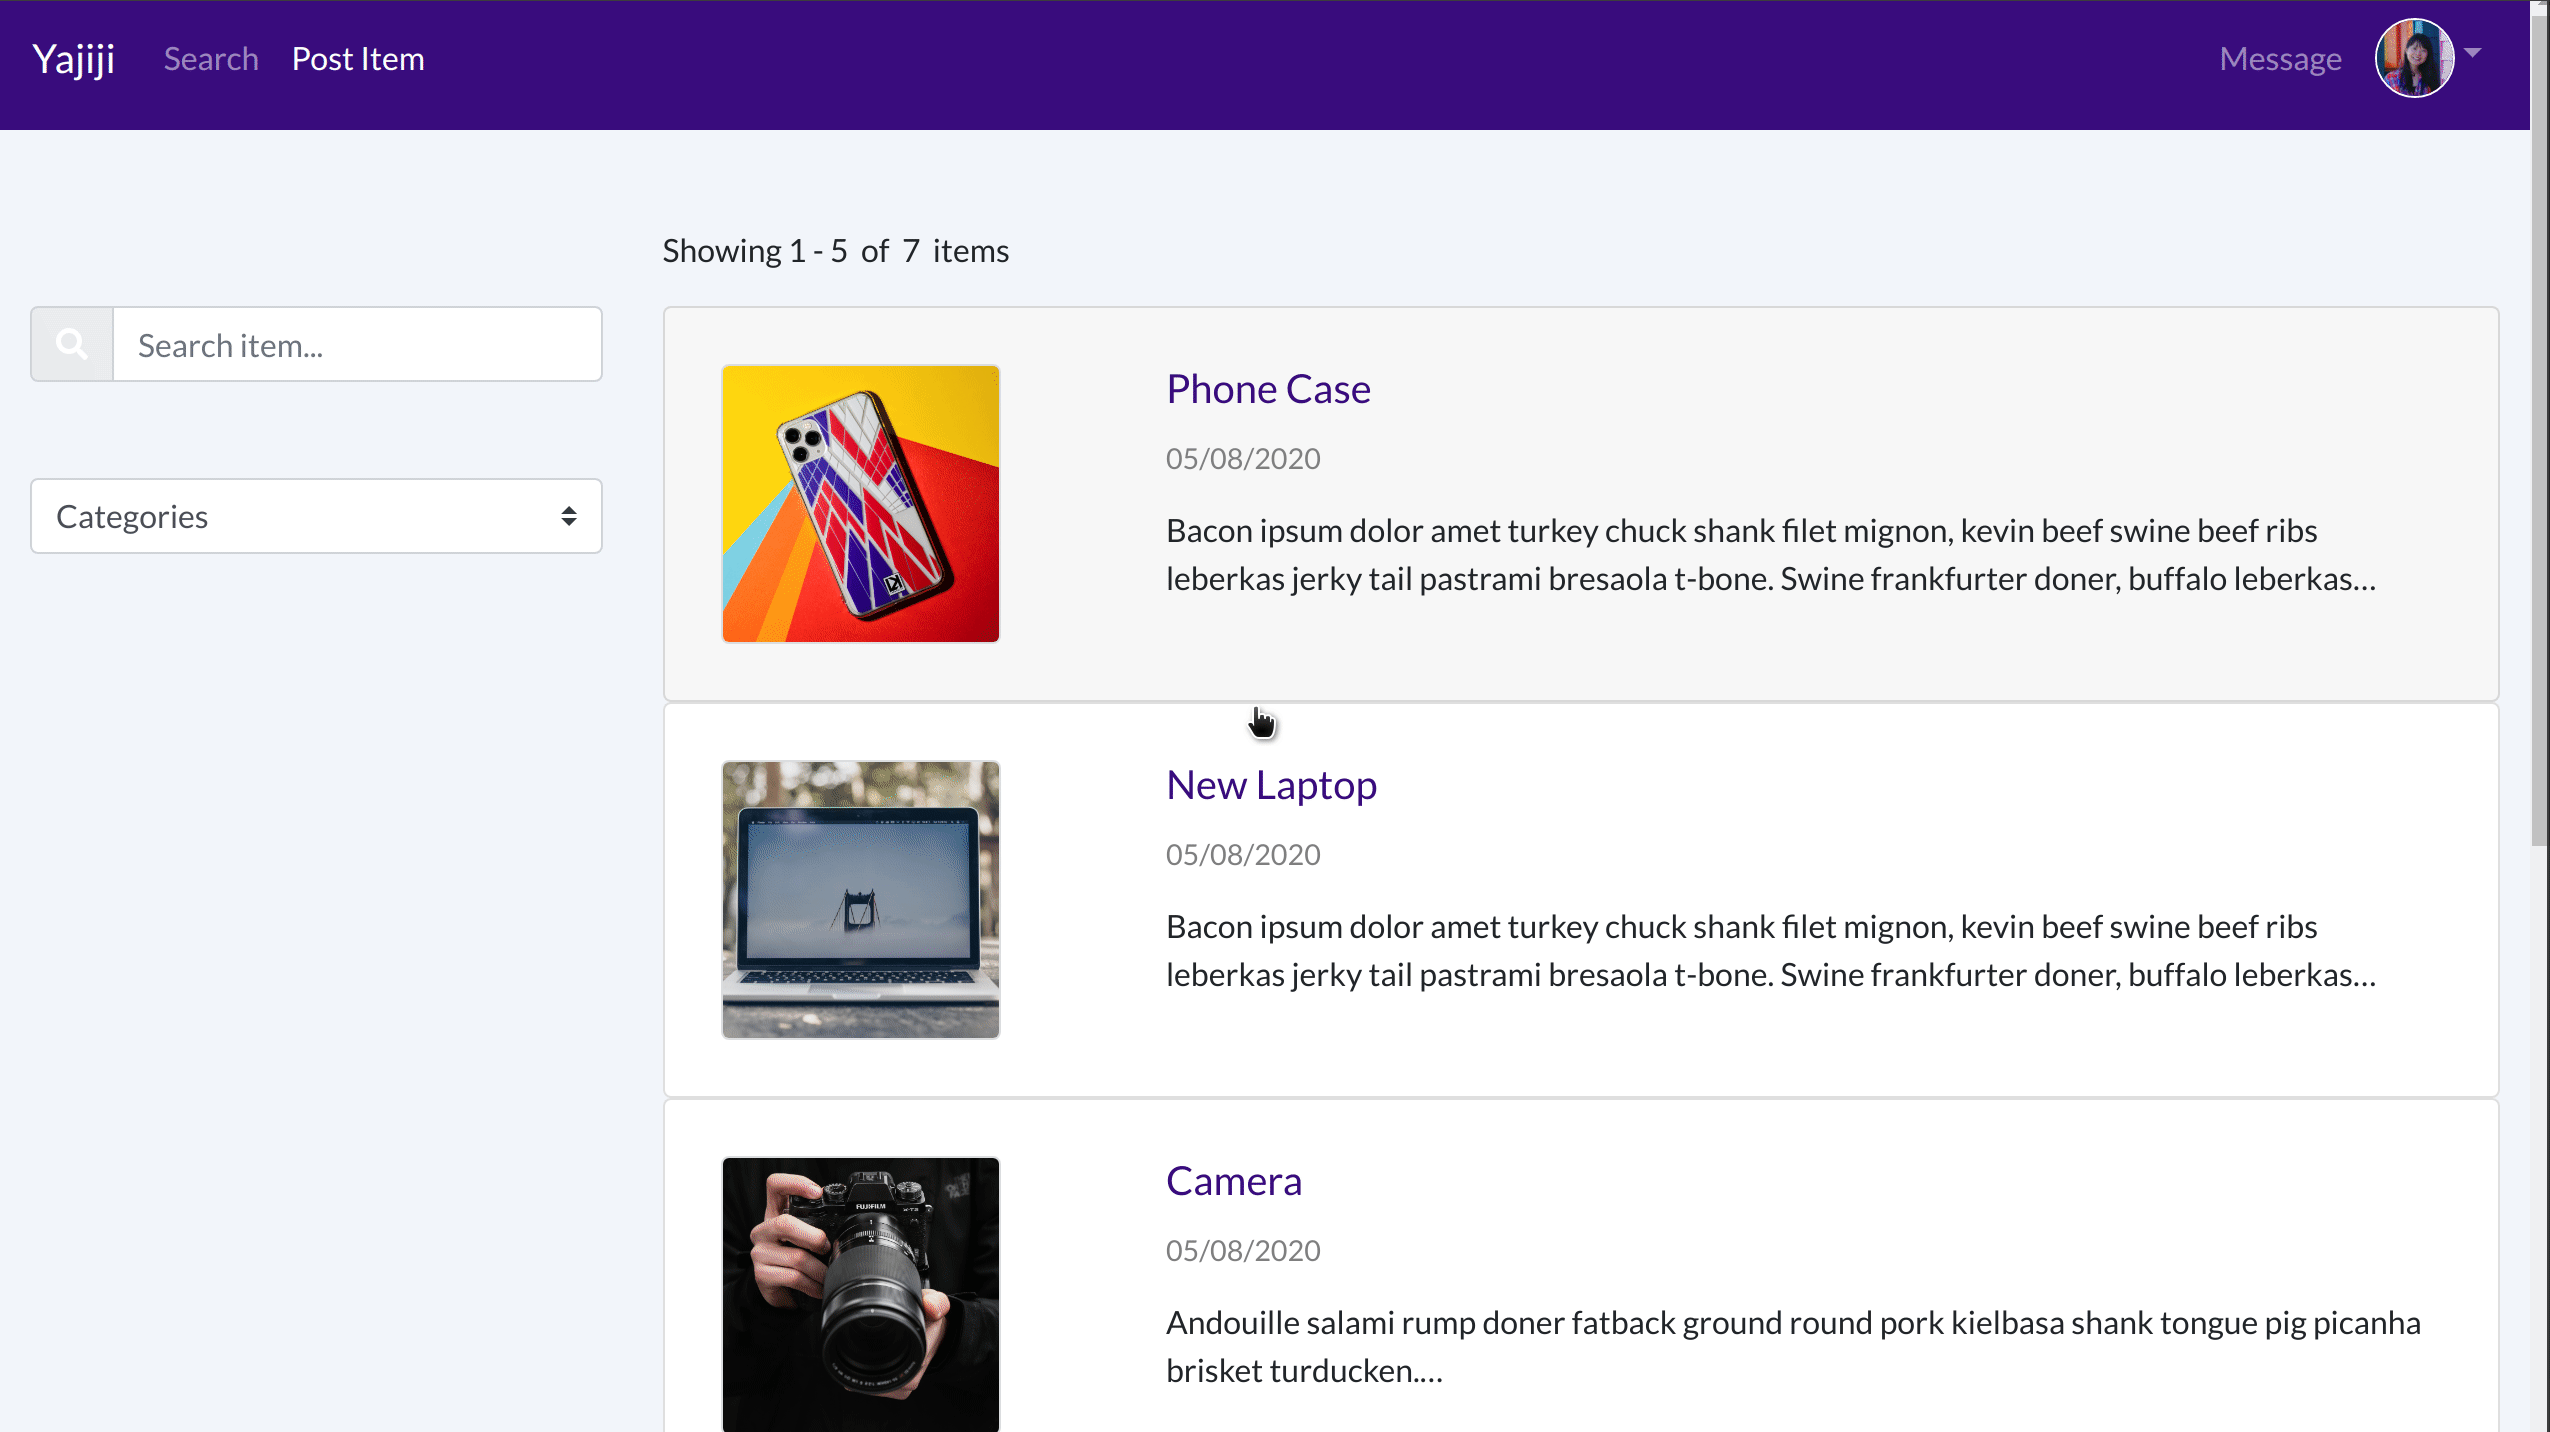 Yajiji Search Post Item Message
Showing 1 - 5 of 7 items
Search item...
Categories
Phone Case
05/08/2020
Bacon ipsum dolor amet turkey chuck shank filet mignon, kevin beef swine beef ribs
leberkas jerky tail pastrami bresaola t-bone. Swine frankfurter doner, buffalo leberkas...
New Laptop
05/08/2020
Bacon ipsum dolor amet turkey chuck shank filet mignon, kevin beef swine beef ribs
leberkas jerky tail pastrami bresaola t-bone. Swine frankfurter doner, buffalo leberkas...
FUJIFILM
X-T2
Camera
05/08/2020
Andouille salami rump doner fatback ground round pork kielbasa shank tongue pig picanha
brisket turducken....